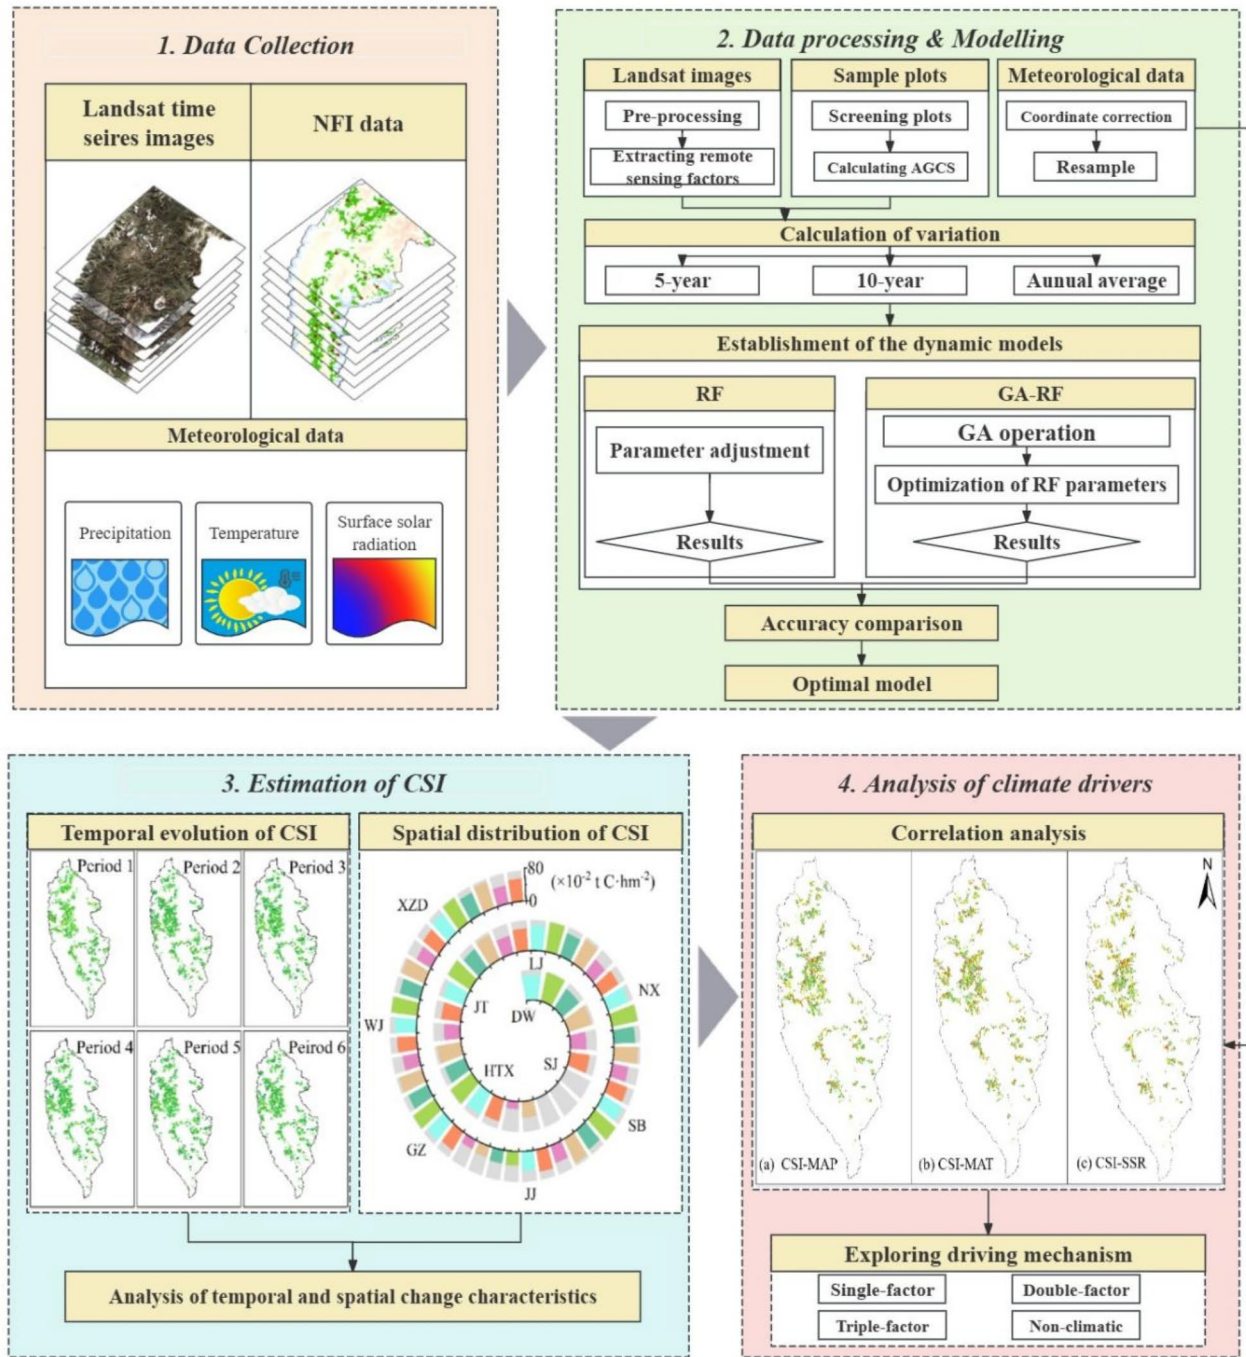 1. Data Collection
Landsat time
seires images
NFI data
Meteorological data
Precipitation
Temperature
Surface solar
radiation
2. Data processing & Modelling
Landsat images
Pre-processing
Extracting remote
sensing factors
Sample plots
Screening plots
Calculating AGCS
Meteorological data
Coordinate correction
Resample
Calculation of variation
5-year
10-year
Aunual average
Establishment of the dynamic models
RF
Parameter adjustment
Results
GA-RF
GA operation
Optimization of RF parameters
Results
Accuracy comparison
Optimal model
3. Estimation of CSI
Temporal evolution of CSI
Period 1
Period 2
Period 3
Period 4
Period 5
Peirod 6
Spatial distribution of CSI
80
(×10⁻² t C·hm⁻²)
0
XZD
LJ
NX
JT
DW
WJ
HTX
SJ
SB
GZ
JJ
Analysis of temporal and spatial change characteristics
4. Analysis of climate drivers
Correlation analysis
N
(a) CSI-MAP
(b) CSI-MAT
(c) CSI-SSR
Exploring driving mechanism
Single-factor
Double-factor
Triple-factor
Non-climatic